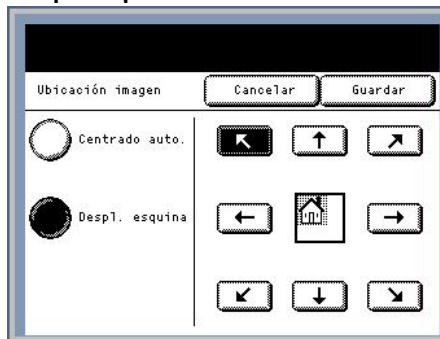 Ubicación imagen
Cancelar
Guardar
Centrado auto.
Despl. esquina